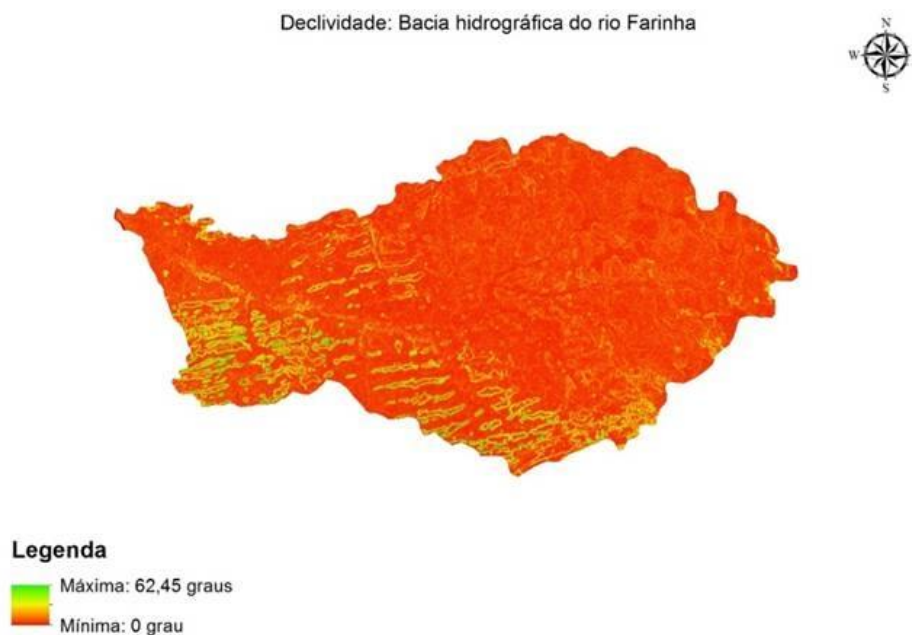 Declividade: Bacia hidrográfica do rio Farinha
N
W
S
Legenda
Máxima: 62,45 graus
Mínima: 0 grau